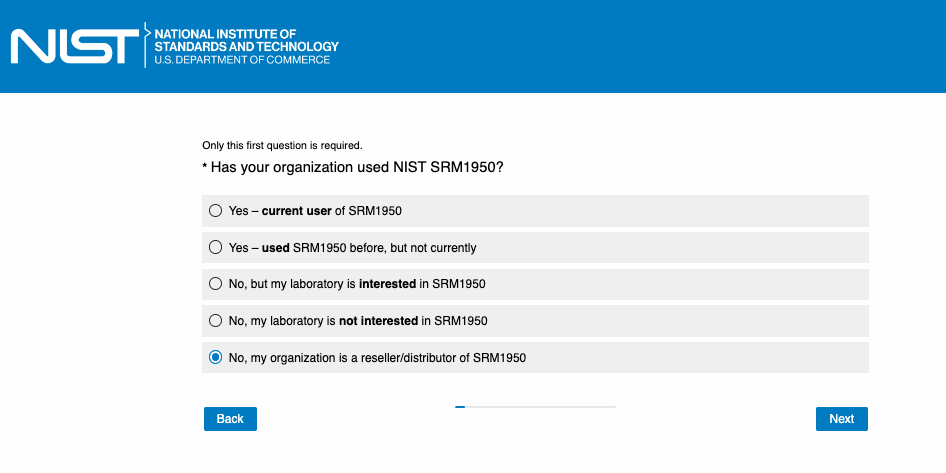 NIST
NATIONAL INSTITUTE OF
STANDARDS AND TECHNOLOGY
U.S. DEPARTMENT OF COMMERCE
Only this first question is required.
* Has your organization used NIST SRM1950?
Yes – current user of SRM1950
Yes – used SRM1950 before, but not currently
No, but my laboratory is interested in SRM1950
No, my laboratory is not interested in SRM1950
No, my organization is a reseller/distributor of SRM1950
Back
Next